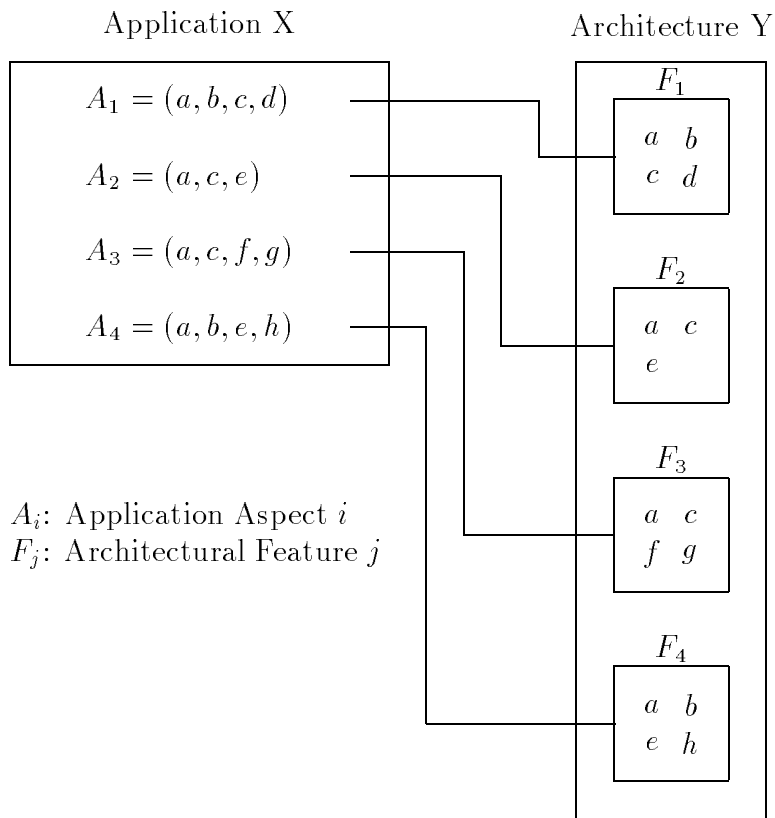 Application X
Architecture Y
A₁ = (a, b, c, d)
A₂ = (a, c, e)
A₃ = (a, c, f, g)
A₄ = (a, b, e, h)
F₁
a b
c d
F₂
a c
e
F₃
a c
f g
F₄
a b
e h
Aᵢ: Application Aspect i
Fⱼ: Architectural Feature j